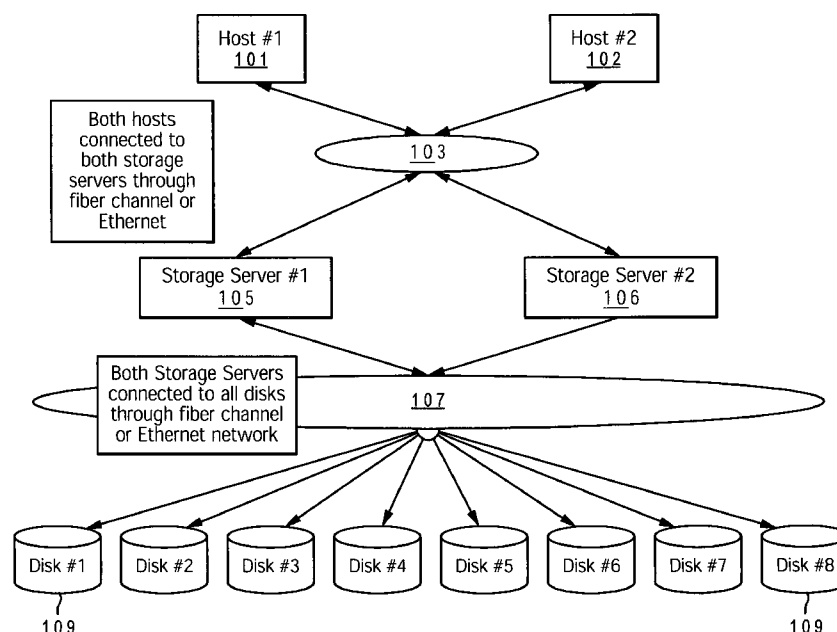 Host #1
101
Host #2
102
Both hosts
connected to
both storage
servers through
fiber channel or
Ethernet
103
Storage Server #1
105
Storage Server #2
106
Both Storage Servers
connected to all disks
through fiber channel
or Ethernet network
107
Disk #1
Disk #2
Disk #3
Disk #4
Disk #5
Disk #6
Disk #7
Disk #8
109
109